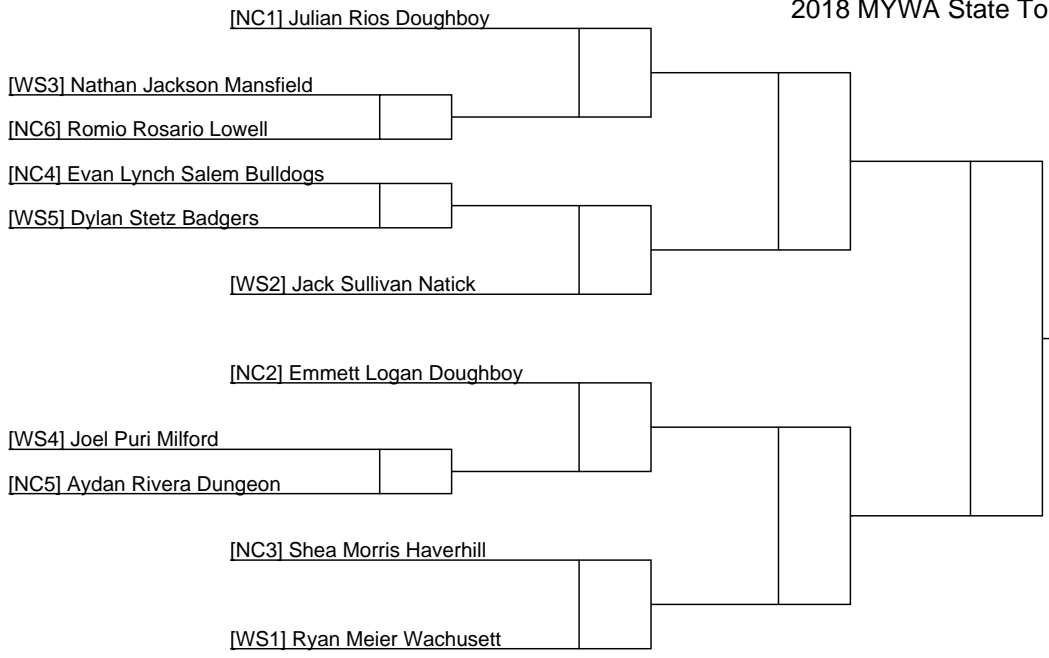 2018 MYWA State To
[NC1] Julian Rios Doughboy
[WS3] Nathan Jackson Mansfield
[NC6] Romio Rosario Lowell
[NC4] Evan Lynch Salem Bulldogs
[WS5] Dylan Stetz Badgers
[WS2] Jack Sullivan Natick
[NC2] Emmett Logan Doughboy
[WS4] Joel Puri Milford
[NC5] Aydan Rivera Dungeon
[NC3] Shea Morris Haverhill
[WS1] Ryan Meier Wachusett